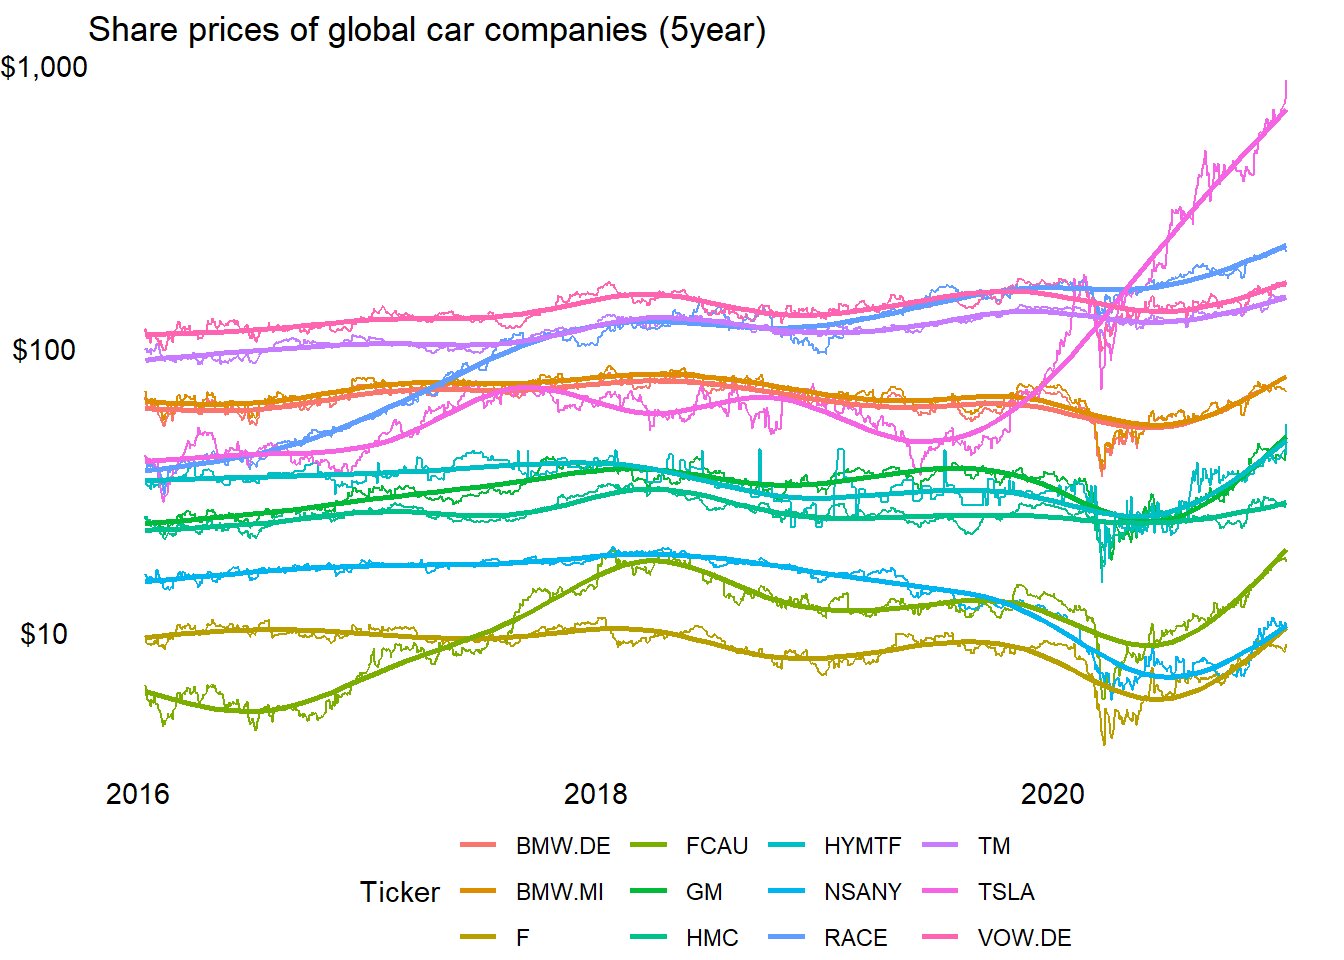 Share prices of global car companies (5year)
$1,000
$100
$10
2016 2018 2020
BMW.DE FCAU HYMTF TM
Ticker BMW.MI GM NSANY TSLA
F HMC RACE VOW.DE